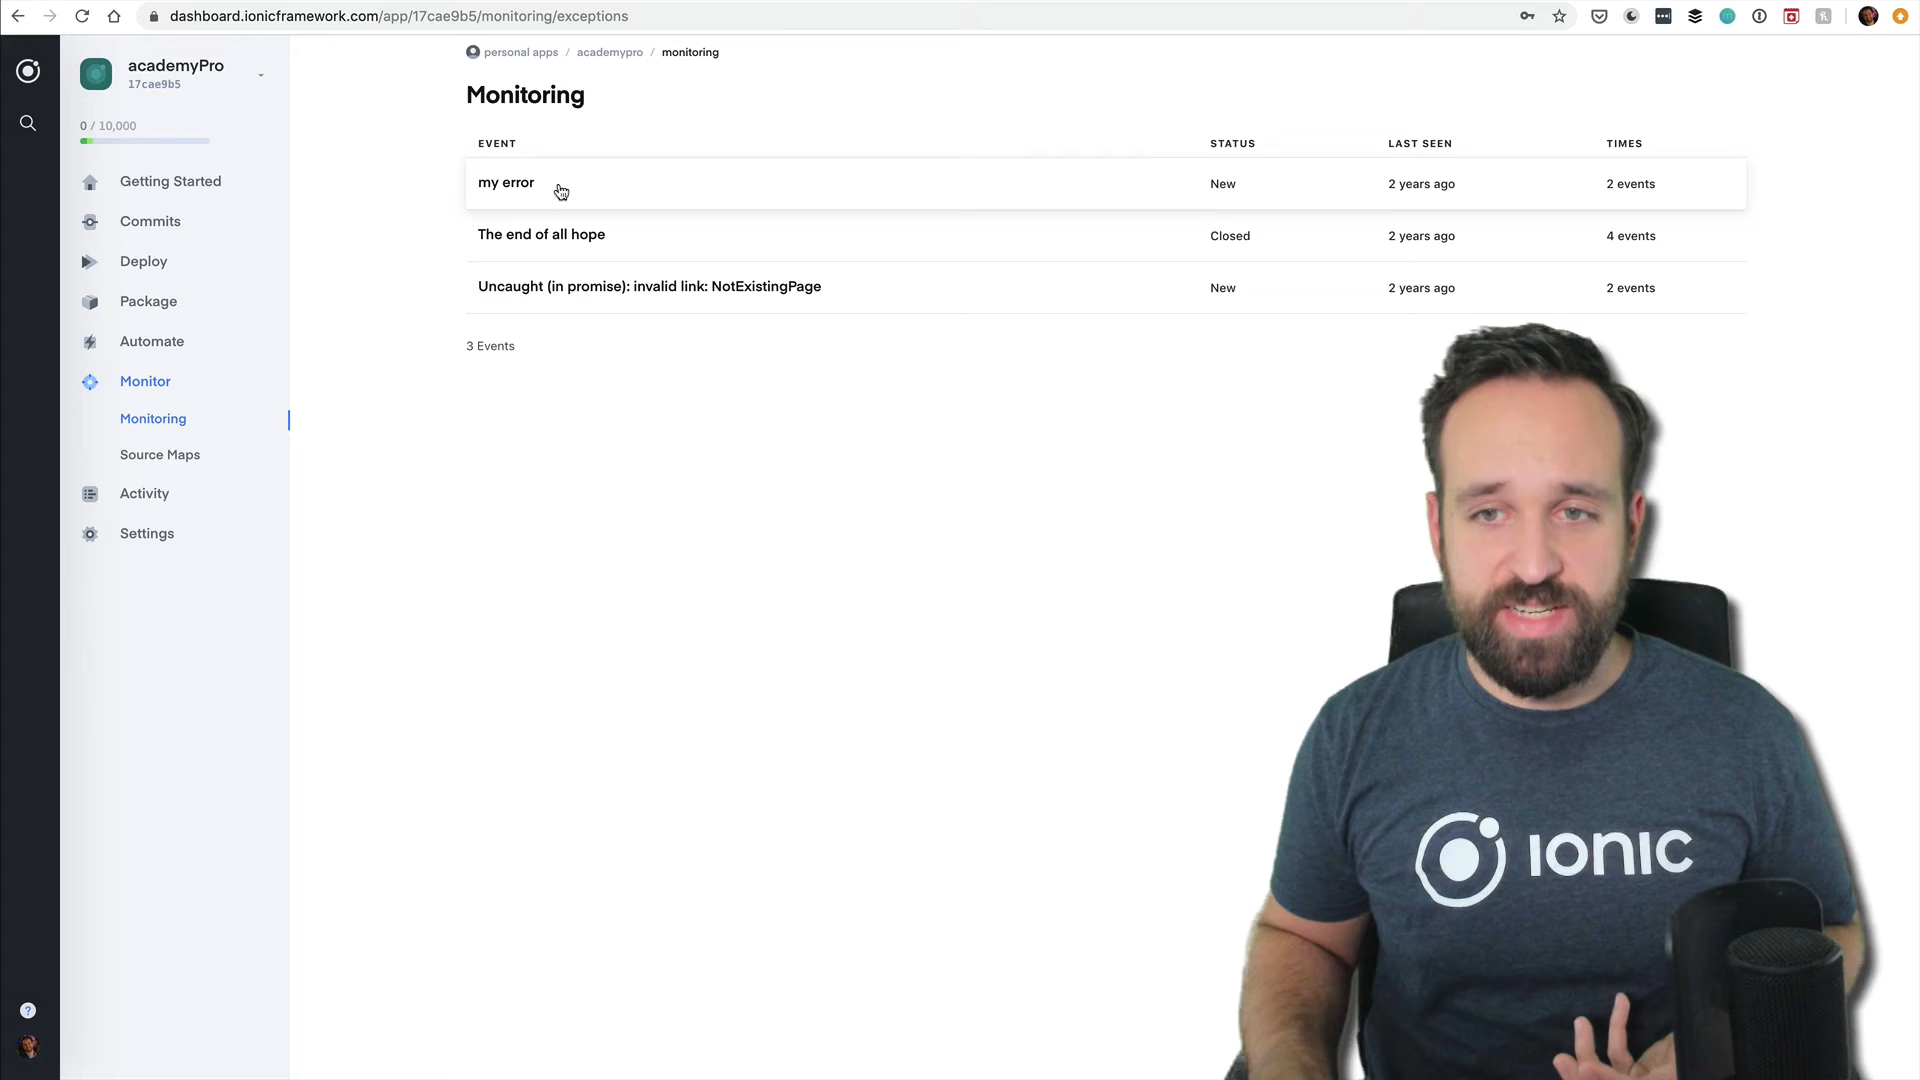 dashboard.ionicframework.com/app/17cae9b5/monitoring/exceptions
academyPro
17cae9b5
0 / 10,000
Getting Started
Commits
Deploy
Package
Automate
Monitor
Monitoring
Source Maps
Activity
Settings
?
personal apps / academypro / monitoring
Monitoring
EVENT STATUS LAST SEEN TIMES
my error New 2 years ago 2 events
The end of all hope Closed 2 years ago 4 events
Uncaught (in promise): invalid link: NotExistingPage New 2 years ago 2 events
3 Events
IONIC